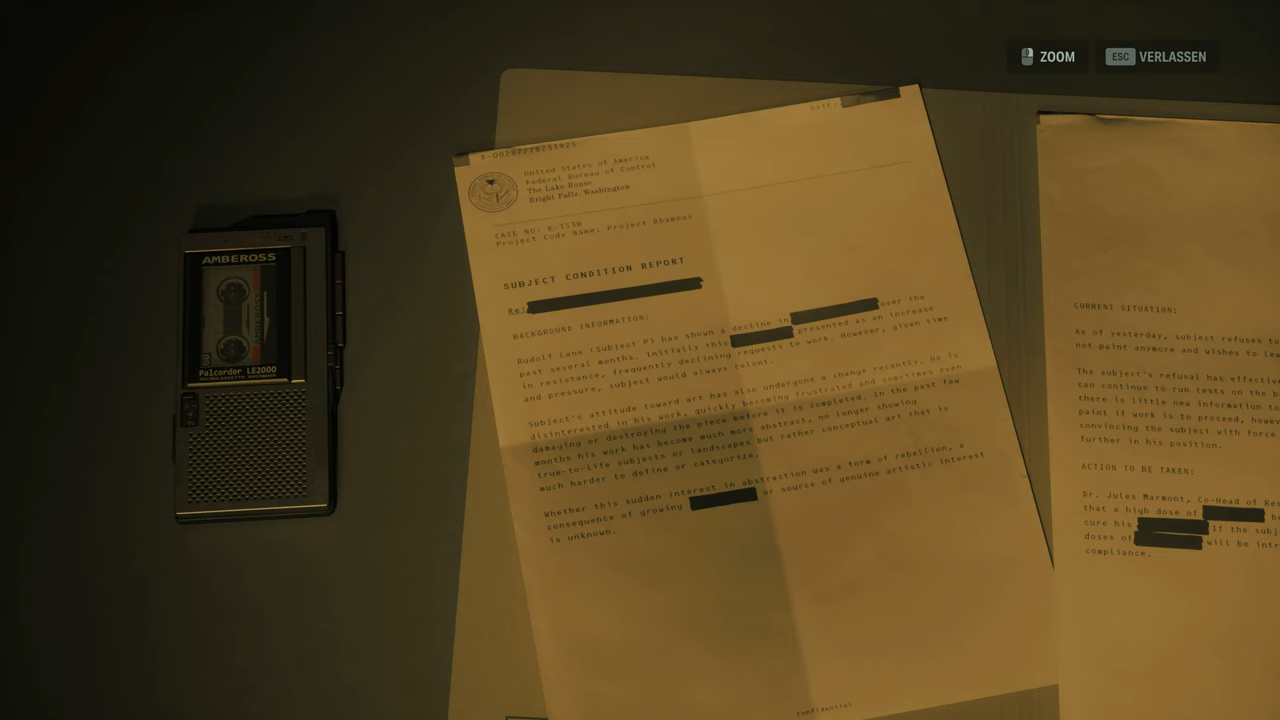 ZOOM
ESC VERLASSEN
AMBEROSS
AMBEROSS
60
Palcorder LE2000
MICROCASSETTE RECORDER
DATE:
United States of America
Federal Bureau of Control
The Lake House
Bright Falls, Washington
CASE NO: K-353H
Project Code Name: Project Rhamnus
SUBJECT CONDITION REPORT
Re:
BACKGROUND INFORMATION:
Rudolf Lane (Subject P) has shown a decline in over the
past several months. Initially this presented as an increase
in resistance, frequently declining requests to work. However, given time
and pressure, subject would always relent.
Subject's attitude toward art has also undergone a change recently. He is
disinterested in his work, quickly becoming frustrated and sometimes even
damaging or destroying the piece before it is completed. In the past few
months his work has become much more abstract, no longer showing
true-to-life subjects or landscapes but rather conceptual art that is
much harder to define or categorize.
Whether this sudden interest in abstraction was a form of rebellion, a
consequence of growing or source of genuine artistic interest
is unknown.
Confidential
CURRENT SITUATION:
As of yesterday, subject refuses to
not paint anymore and wishes to lea
The subject's refusal has effectiv
can continue to run tests on the b
there is little new information to
paint if work is to proceed, howev
convincing the subject with force
further in his position.
ACTION TO BE TAKEN:
Dr. Jules Marmont, Co-Head of Res
that a high dose of b
cure his If the subj
doses of will be intr
compliance.